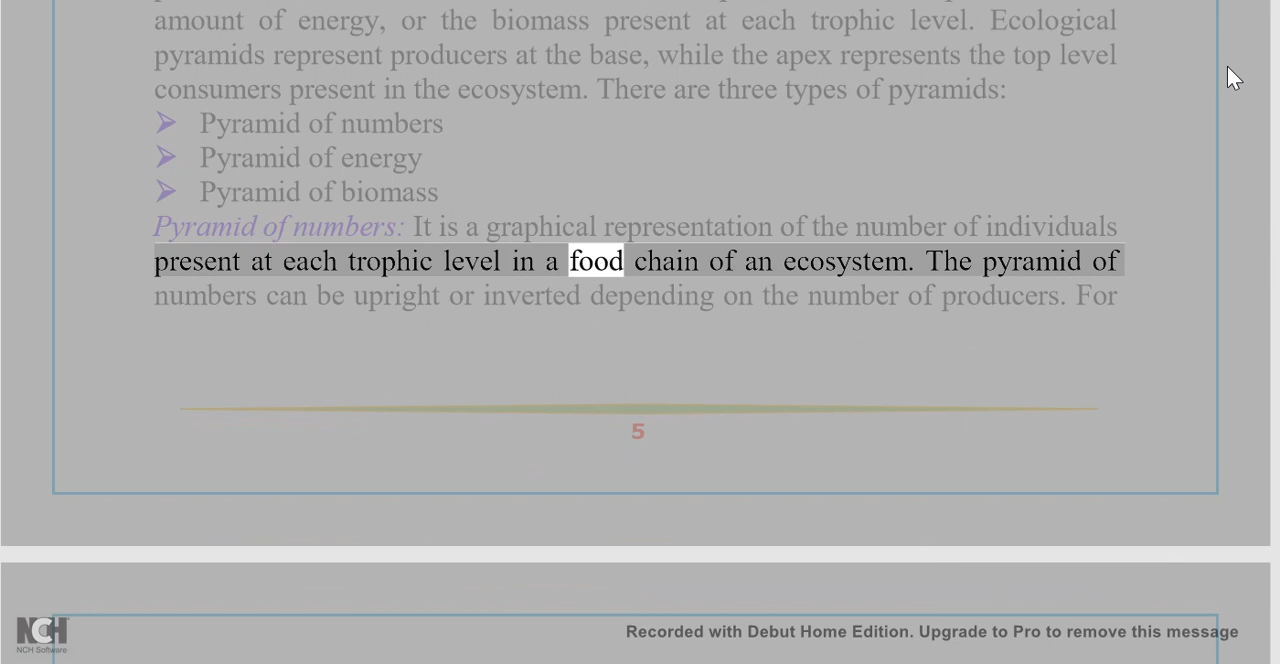 amount of energy, or the biomass present at each trophic level. Ecological
pyramids represent producers at the base, while the apex represents the top level
consumers present in the ecosystem. There are three types of pyramids:
Pyramid of numbers
Pyramid of energy
Pyramid of biomass
Pyramid of numbers: It is a graphical representation of the number of individuals
present at each trophic level in a food chain of an ecosystem. The pyramid of
numbers can be upright or inverted depending on the number of producers. For
5
NCH
NCH Software
Recorded with Debut Home Edition. Upgrade to Pro to remove this message